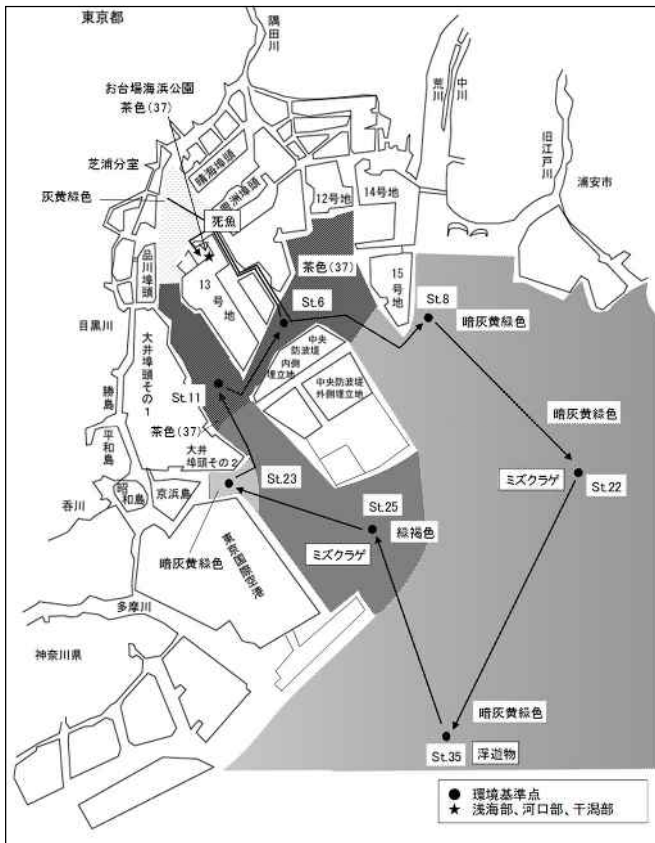 東京都
隅田川
お台場海浜公園
茶色(37)
芝浦分室
灰黄緑色
晴海埠頭
洲埠頭
死魚
荒川
中川
旧江戸川
浦安市
12号地
14号地
15号地
品川埠頭
13号地
茶色(37)
St.6
St.8
暗灰黄緑色
目黒川
大井埠頭その1
中央
防波堤
内側
埋立地
中央防波堤
外側埋立地
St.11
茶色(37)
暗灰黄緑色
勝島
平和島
大井
埠頭その2
ミズクラゲ
St.22
昭和島
京浜島
St.23
呑川
St.25
緑褐色
ミズクラゲ
暗灰黄緑色
東京国際空港
多摩川
神奈川県
暗灰黄緑色
St.35
浮遊物
● 環境基準点
★ 浅海部、河口部、干潟部